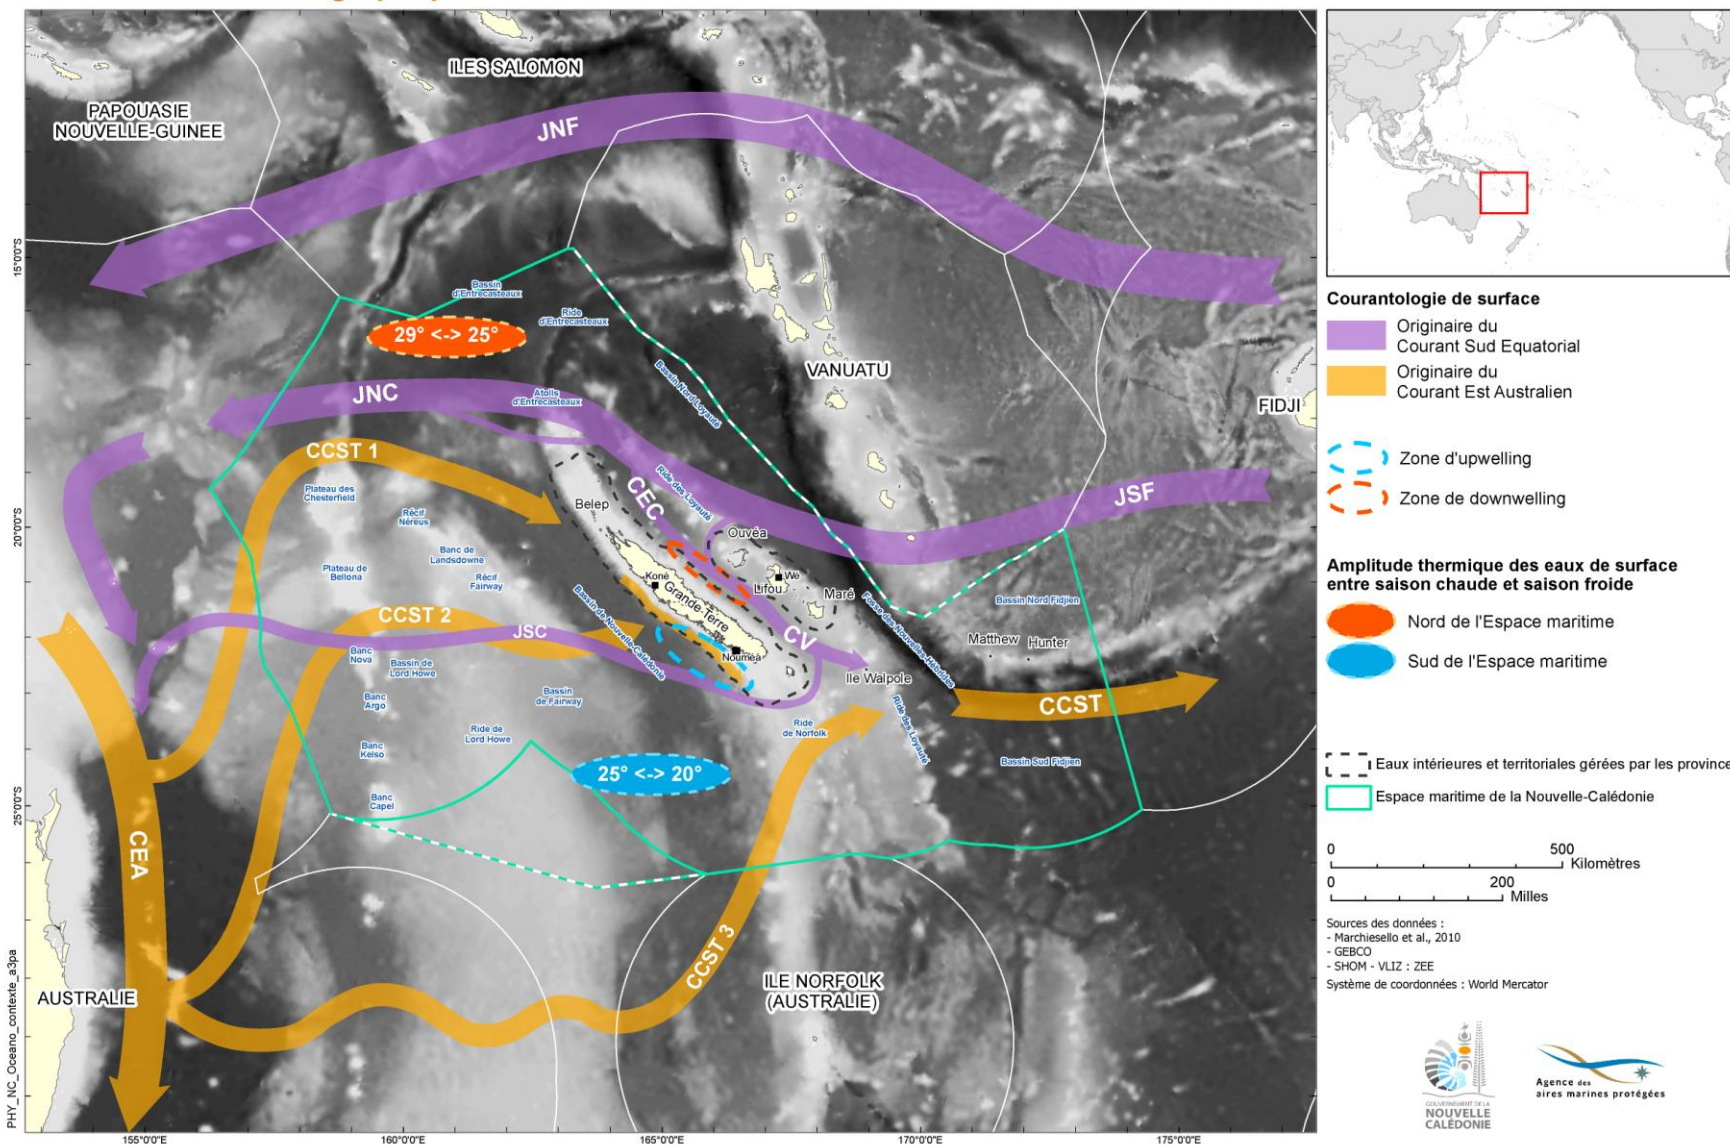 ILES SALOMON
PAPOUASIE
NOUVELLE-GUINEE
JNF
15°0'0"S
Bassin
d'Entrecasteaux
Ride
d'Entrecasteaux
29° <-> 25°
VANUATU
Bassin Nord Loyauté
FIDJI
JNC
Atolls
d'Entrecasteaux
CCST 1
Plateau des
Chesterfield
Récif
Néreus
Belep
CEC
Ride des Loyauté
JSF
20°0'0"S
Ouvéa
Banc de
Landsdowne
Plateau de
Bellona
Récif
Fairway
Koné
Grande-Terre
We
Lifou
Maré
Bassin Nord Fidjien
Fosse des Nouvelles-Hébrides
Bassin de Nouvelle-Calédonie
CCST 2
JSC
Nouméa
CV
Matthew
Hunter
Banc
Nova
Bassin de
Lord Howe
Ile Walpole
Banc
Argo
Bassin
de Fairway
CCST
Ride de
Lord Howe
Ride
de Norfolk
Ride des Loyauté
Banc
Kelso
25° <-> 20°
Bassin Sud Fidjien
Banc
Capel
25°0'0"S
CEA
CCST 3
AUSTRALIE
ILE NORFOLK
(AUSTRALIE)
PHY_NC_Oceano_contexte_a3pa
155°0'0"E
160°0'0"E
165°0'0"E
170°0'0"E
175°0'0"E
Courantologie de surface
Originaire du
Courant Sud Equatorial
Originaire du
Courant Est Australien
Zone d'upwelling
Zone de downwelling
Amplitude thermique des eaux de surface
entre saison chaude et saison froide
Nord de l'Espace maritime
Sud de l'Espace maritime
Eaux intérieures et territoriales gérées par les province
Espace maritime de la Nouvelle-Calédonie
0 500
Kilomètres
0 200
Milles
Sources des données :
- Marchiesello et al., 2010
- GEBCO
- SHOM - VLIZ : ZEE
Système de coordonnées : World Mercator
GOUVERNEMENT DE LA
NOUVELLE
CALÉDONIE
Agence des
aires marines protégées